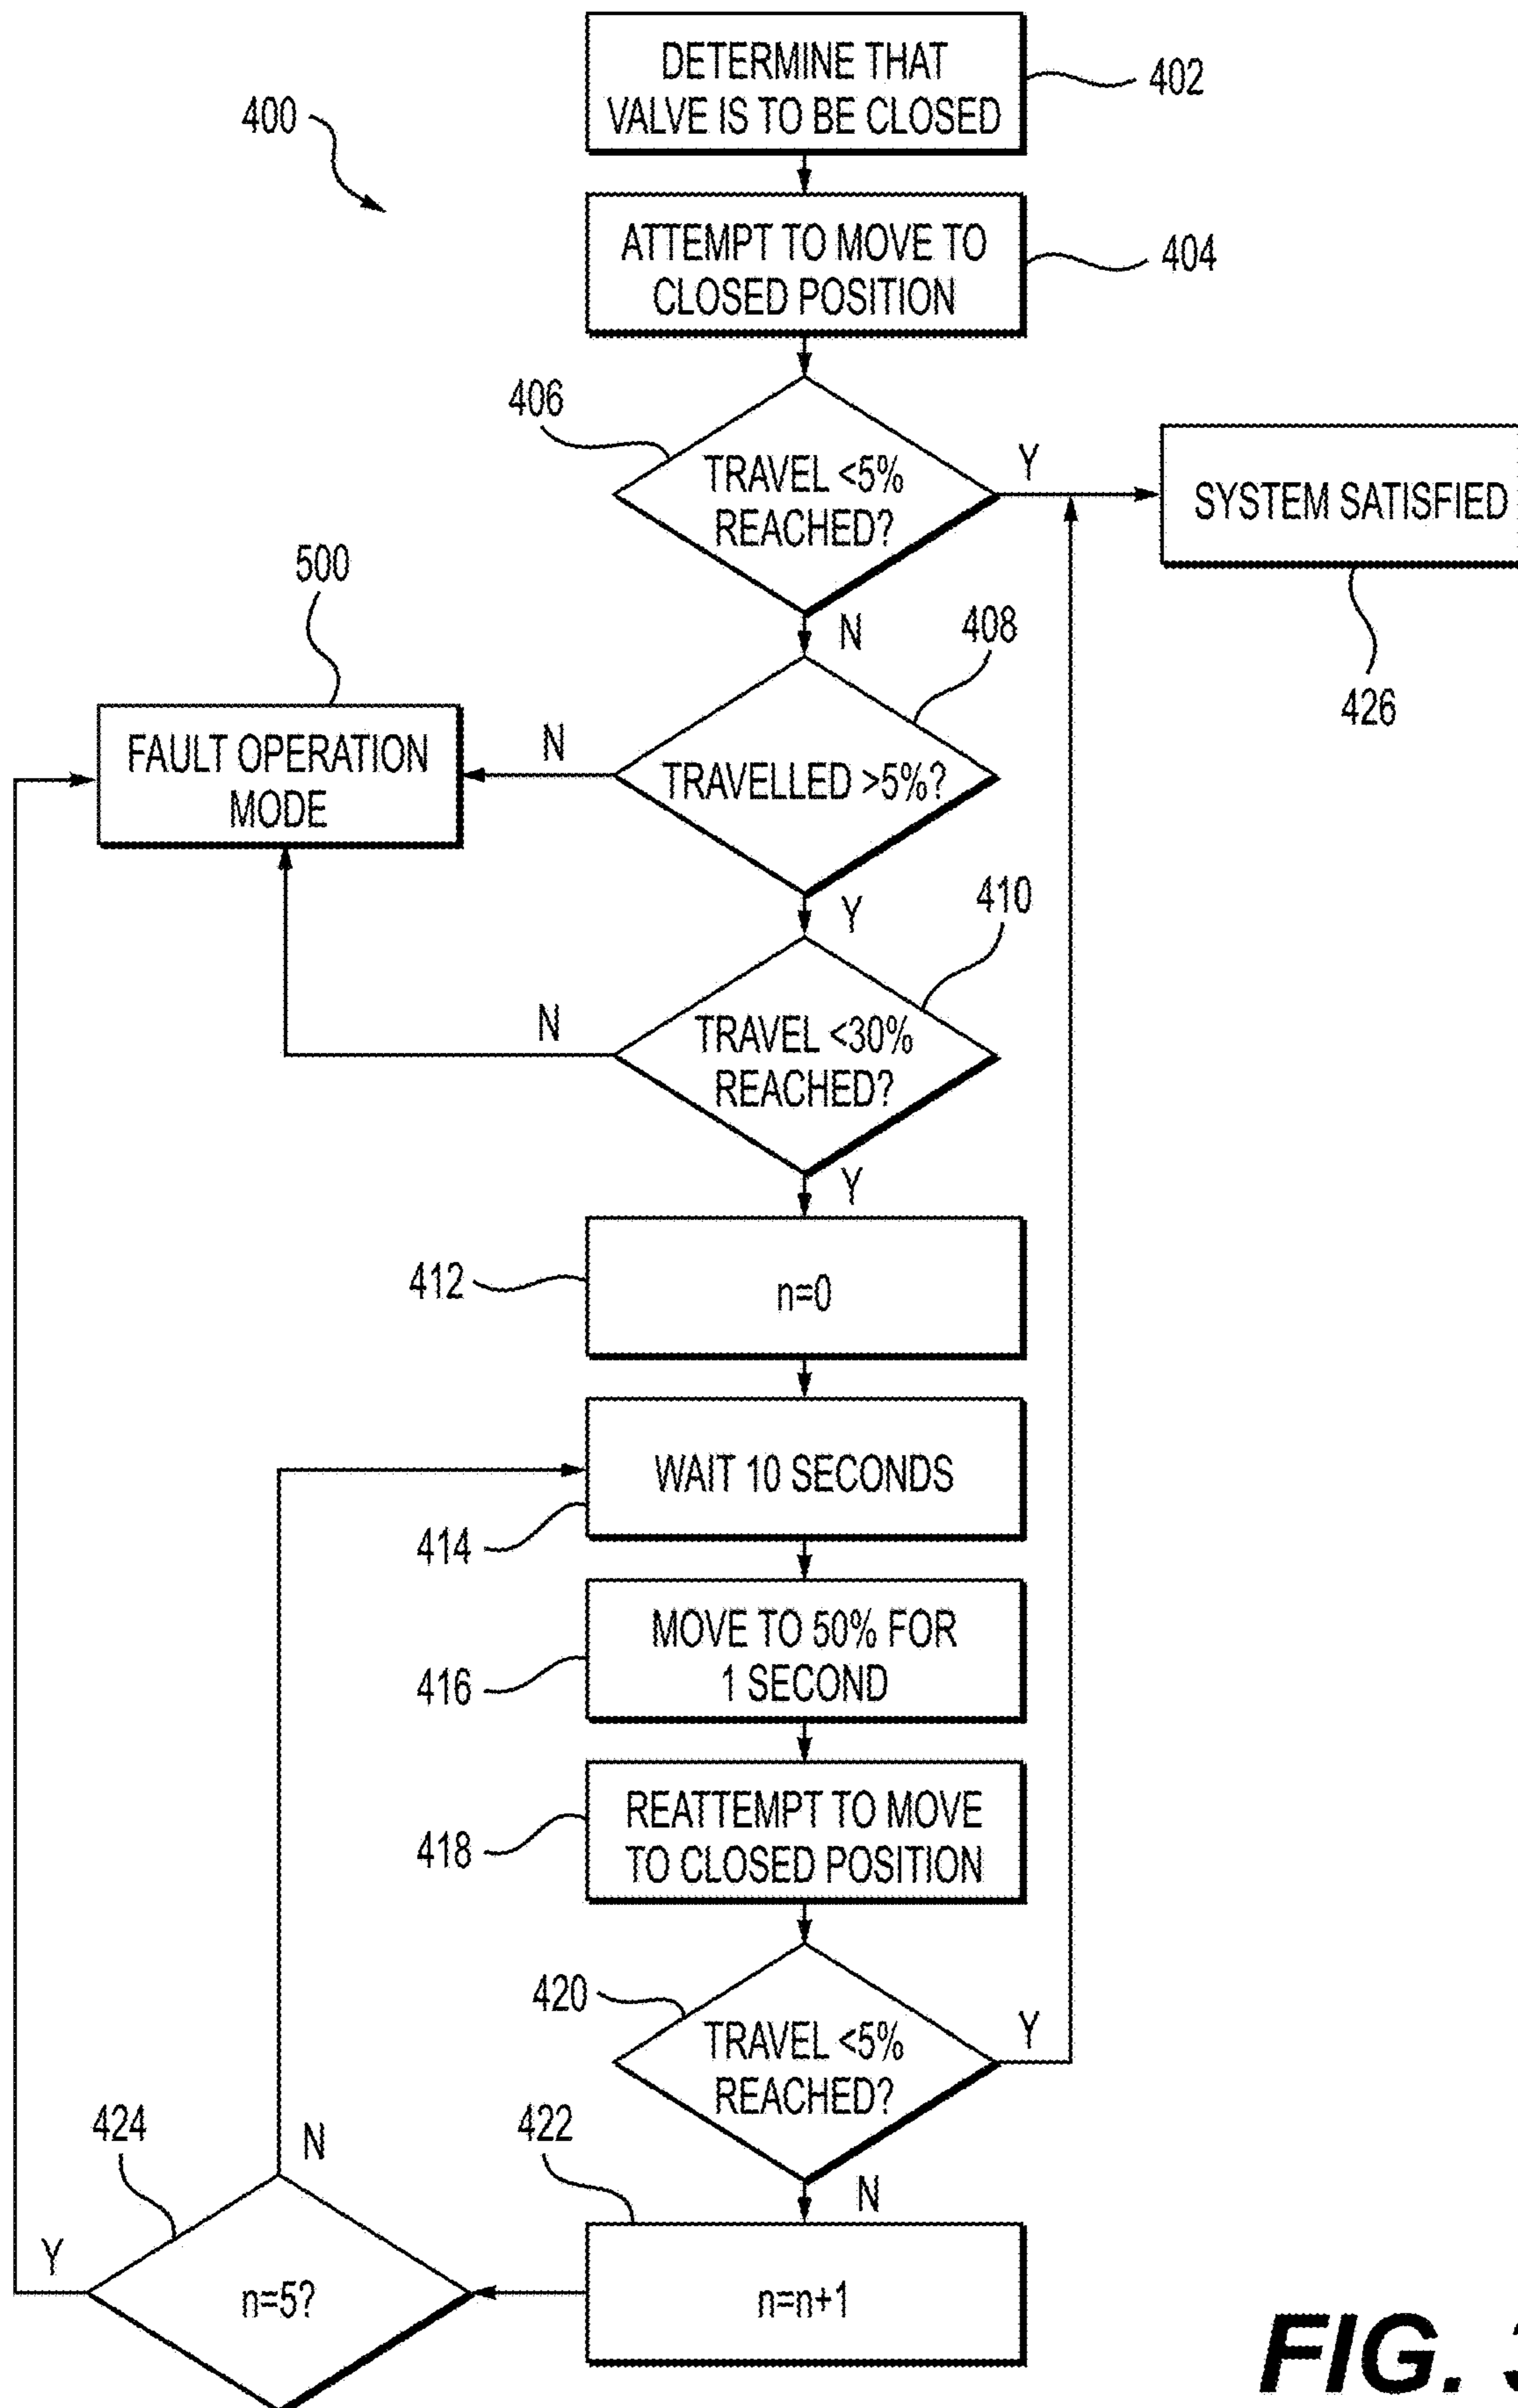 DETERMINE THAT
VALVE IS TO BE CLOSED
402
400
ATTEMPT TO MOVE TO
CLOSED POSITION
404
406
TRAVEL <5%
REACHED?
Y
SYSTEM SATISFIED
426
N
500
FAULT OPERATION
MODE
408
TRAVELLED >5%?
N
Y
410
TRAVEL <30%
REACHED?
N
Y
412
n=0
WAIT 10 SECONDS
414
MOVE TO 50% FOR
1 SECOND
416
REATTEMPT TO MOVE
TO CLOSED POSITION
418
420
TRAVEL <5%
REACHED?
Y
N
422
n=n+1
424
n=5?
N
Y
FIG.